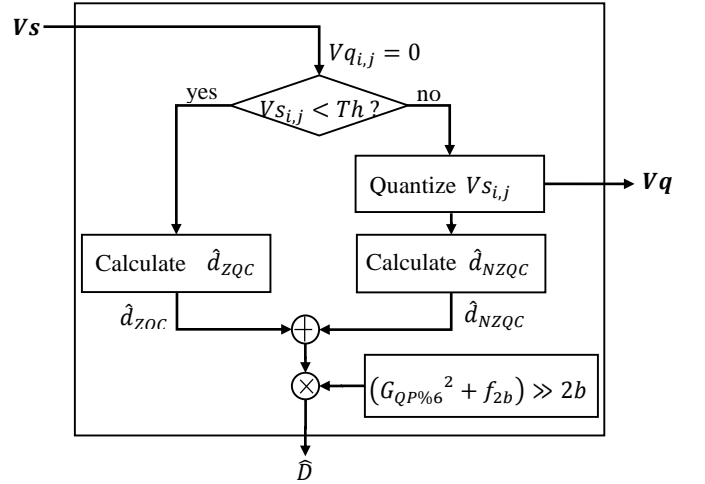 Vs
Vq_{i,j} = 0
yes
Vs_{i,j} < Th ?
no
Quantize Vs_{i,j}
Vq
Calculate d̂_{ZQC}
Calculate d̂_{NZQC}
d̂_{ZQC}
d̂_{NZQC}
+
×
(G_{QP%6}² + f_{2b}) ≫ 2b
D̂